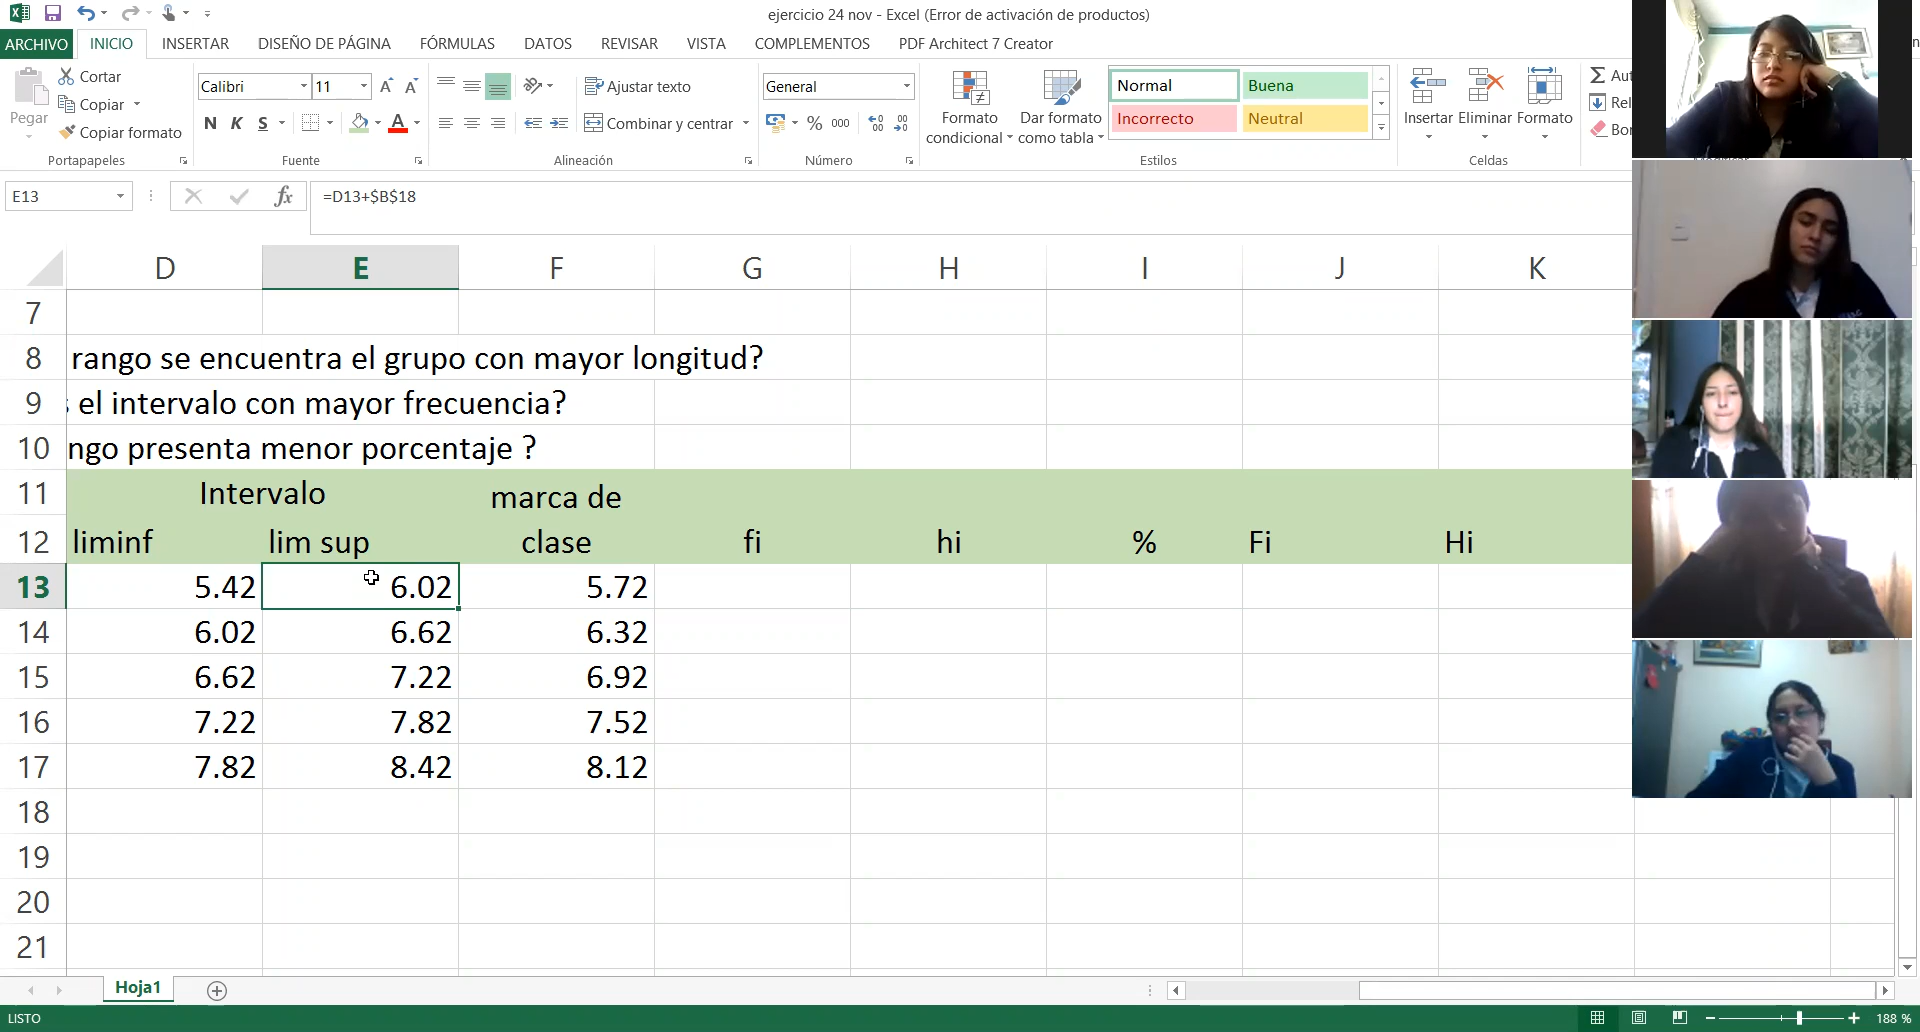 ejercicio 24 nov - Excel (Error de activación de productos)
ARCHIVO INICIO INSERTAR DISEÑO DE PÁGINA FÓRMULAS DATOS REVISAR VISTA COMPLEMENTOS PDF Architect 7 Creator
Pegar
Cortar
Copiar
Copiar formato
Portapapeles
Calibri 11
N K S
Fuente
Ajustar texto
Combinar y centrar
Alineación
General
% 000
Número
Formato condicional
Dar formato como tabla
Normal Buena
Incorrecto Neutral
Estilos
Insertar Eliminar Formato
Celdas
E13 =D13+$B$18
D E F G H I J K
7
8 rango se encuentra el grupo con mayor longitud?
9 el intervalo con mayor frecuencia?
10 ngo presenta menor porcentaje ?
11 Intervalo marca de
12 liminf lim sup clase fi hi % Fi Hi
13 5.42 6.02 5.72
14 6.02 6.62 6.32
15 6.62 7.22 6.92
16 7.22 7.82 7.52
17 7.82 8.42 8.12
18
19
20
21
Hoja1
LISTO 188 %